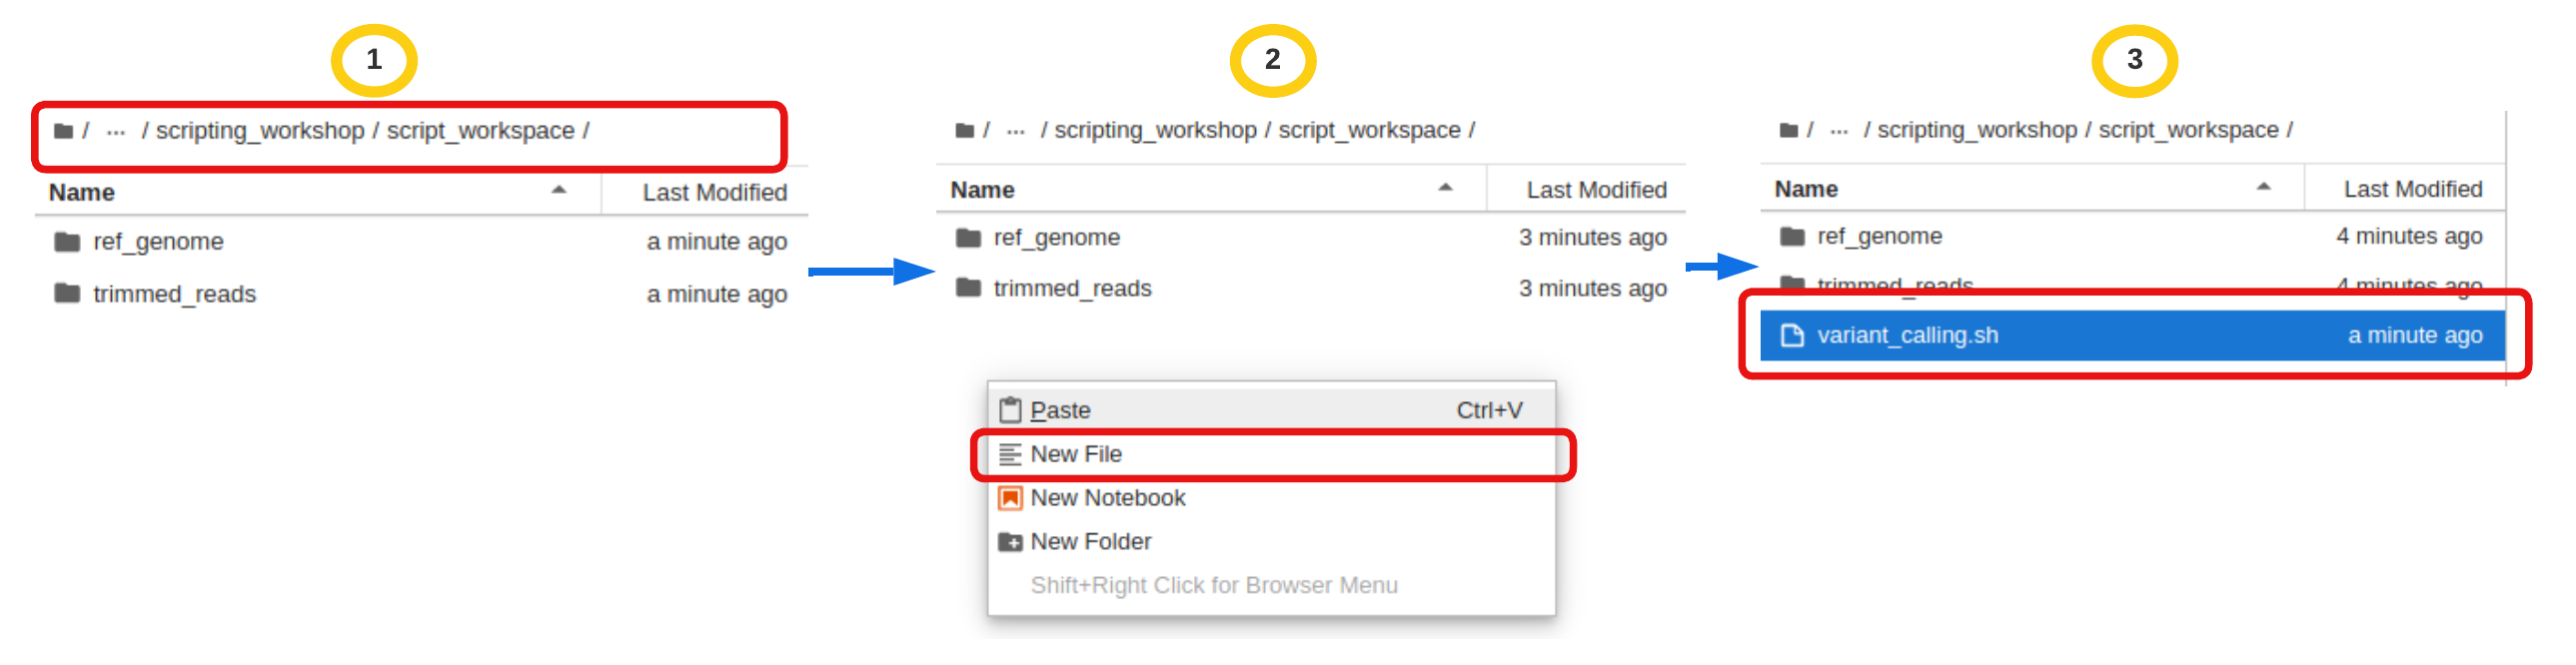 1
/ ... / scripting_workshop / script_workspace /
Name Last Modified
ref_genome a minute ago
trimmed_reads a minute ago
2
/ ... / scripting_workshop / script_workspace /
Name Last Modified
ref_genome 3 minutes ago
trimmed_reads 3 minutes ago
Paste Ctrl+V
New File
New Notebook
New Folder
Shift+Right Click for Browser Menu
3
/ ... / scripting_workshop / script_workspace /
Name Last Modified
ref_genome 4 minutes ago
trimmed_reads 4 minutes ago
variant_calling.sh a minute ago